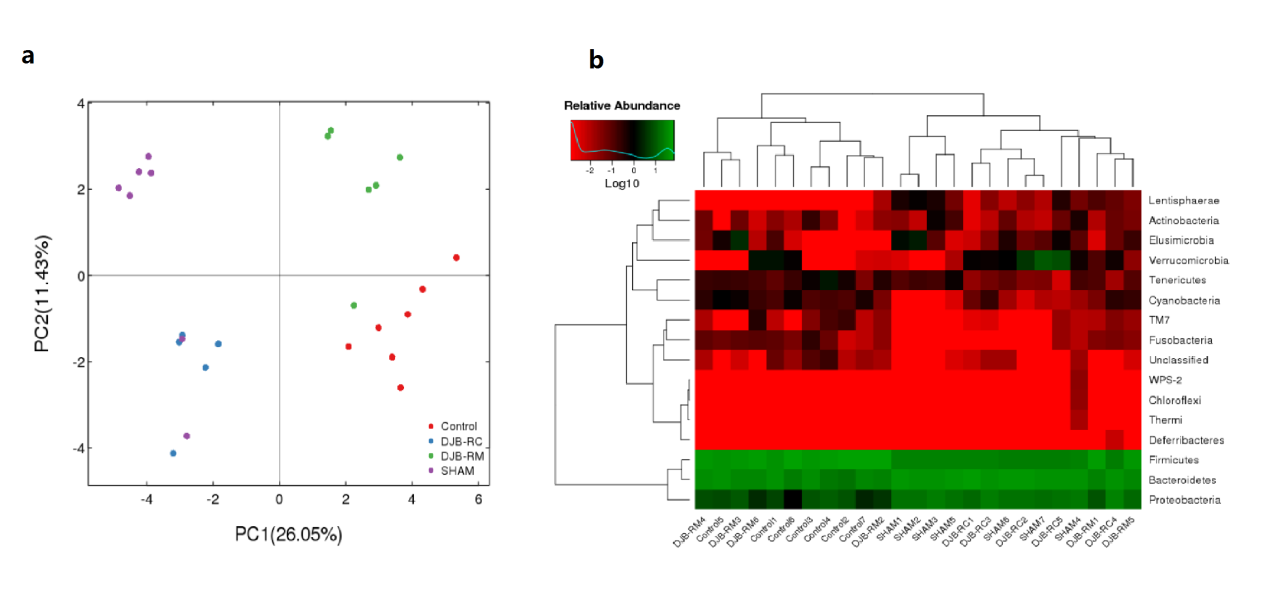 a
b
4
2
0
-2
-4
-4
-2
0
2
4
6
PC2(11.43%)
PC1(26.05%)
Control
DJB-RC
DJB-RM
SHAM
Relative Abundance
-2 -1 0 1
Log10
Lentisphaerae
Actinobacteria
Elusimicrobia
Verrucomicrobia
Tenericutes
Cyanobacteria
TM7
Fusobacteria
Unclassified
WPS-2
Chloroflexi
Thermi
Deferribacteres
Firmicutes
Bacteroidetes
Proteobacteria
DJB-RM4
Control5
DJB-RM3
DJB-RM6
Control1
Control6
Control3
Control4
Control2
Control7
DJB-RM2
SHAM1
SHAM2
SHAM3
SHAM5
DJB-RC1
DJB-RC3
SHAM6
DJB-RC2
SHAM7
DJB-RC5
SHAM4
DJB-RM1
DJB-RC4
DJB-RM5